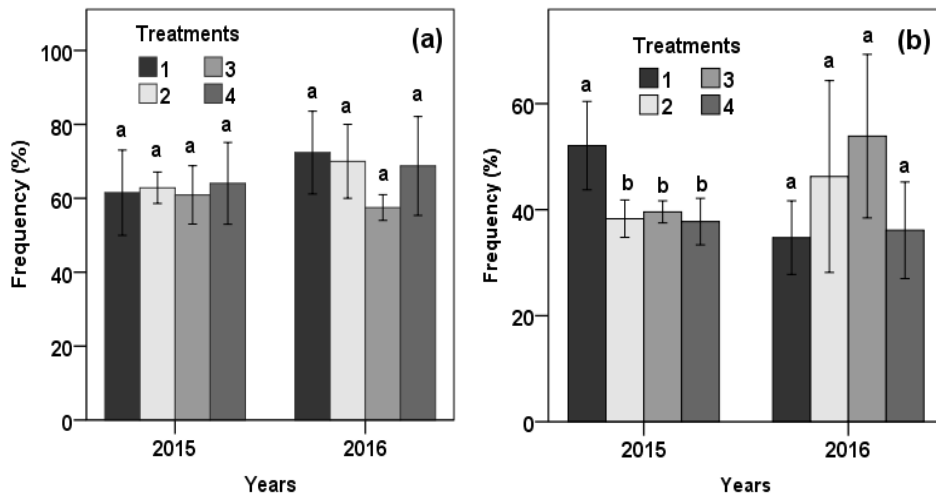 Treatments
1 3
2 4
(a)
Frequency (%)
100
80
60
40
20
0
a a a a
a a a a
2015 2016
Years
Treatments
1 3
2 4
(b)
Frequency (%)
60
40
20
0
a b b b
a a a a
2015 2016
Years